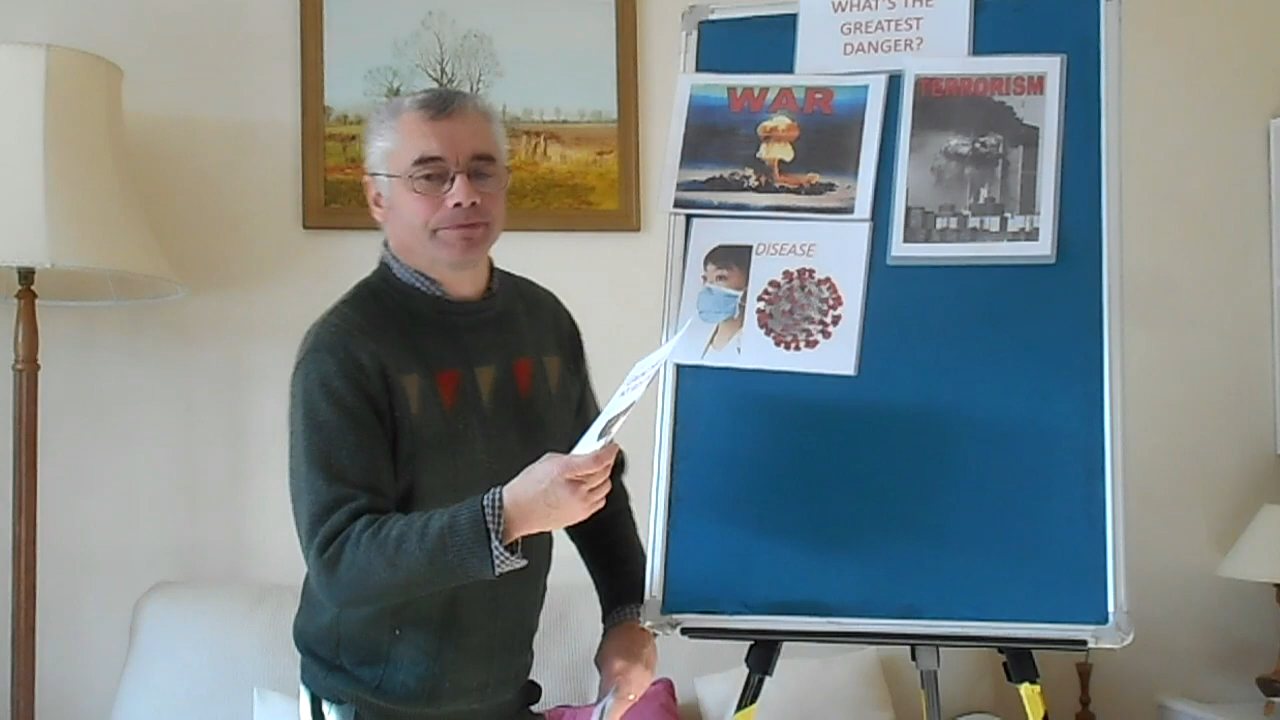 WHAT'S THE
GREATEST
DANGER?
WAR
TERRORISM
DISEASE